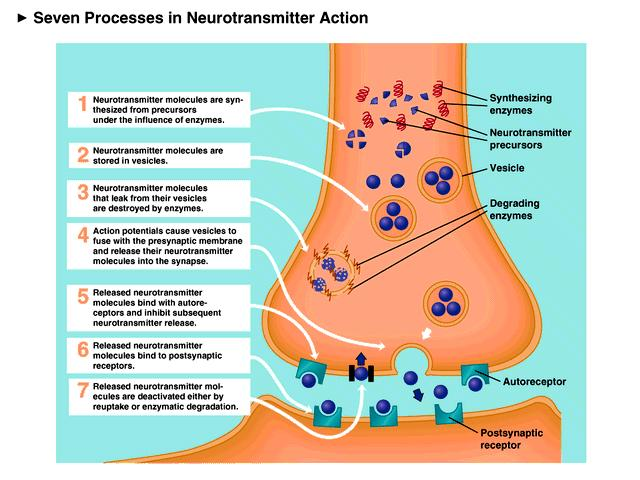 ► Seven Processes in Neurotransmitter Action
1 Neurotransmitter molecules are syn-
thesized from precursors
under the influence of enzymes.
2 Neurotransmitter molecules are
stored in vesicles.
3 Neurotransmitter molecules
that leak from their vesicles
are destroyed by enzymes.
4 Action potentials cause vesicles to
fuse with the presynaptic membrane
and release their neurotransmitter
molecules into the synapse.
5 Released neurotransmitter
molecules bind with autore-
ceptors and inhibit subsequent
neurotransmitter release.
6 Released neurotransmitter
molecules bind to postsynaptic
receptors.
7 Released neurotransmitter mol-
ecules are deactivated either by
reuptake or enzymatic degradation.
Synthesizing
enzymes
Neurotransmitter
precursors
Vesicle
Degrading
enzymes
Autoreceptor
Postsynaptic
receptor